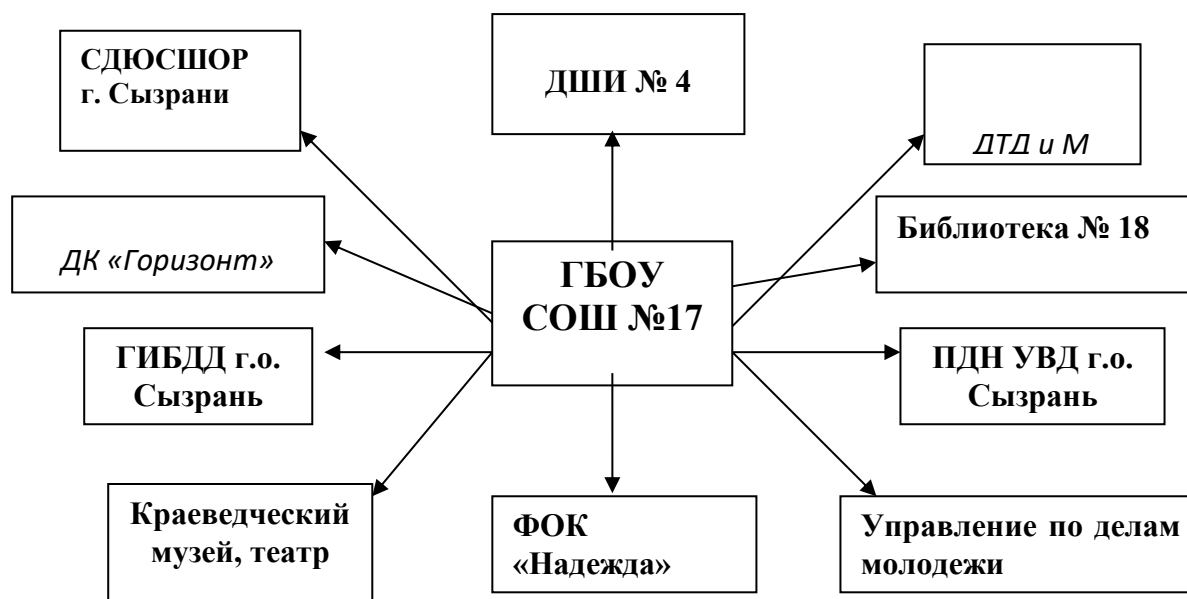 СДЮСШОР
г. Сызрани
ДШИ № 4
ДТД и М
ДК «Горизонт»
ГБОУ
СОШ №17
Библиотека № 18
ГИБДД г.о.
Сызрань
ПДН УВД г.о.
Сызрань
Краеведческий
музей, театр
ФОК
«Надежда»
Управление по делам
молодежи